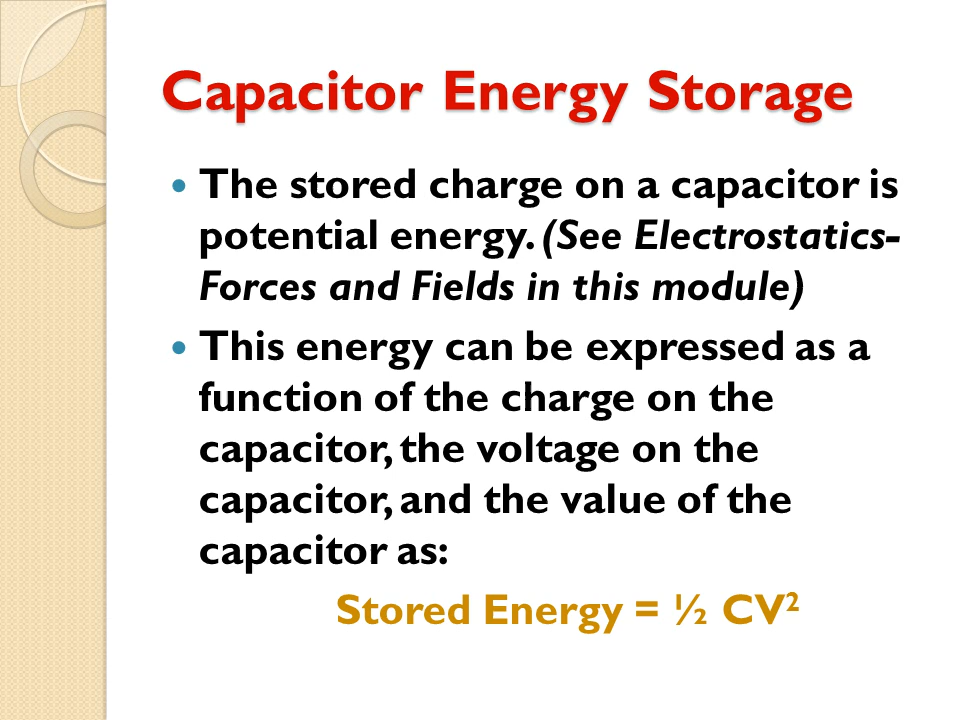 Capacitor Energy Storage
• The stored charge on a capacitor is
potential energy. (See Electrostatics-
Forces and Fields in this module)
• This energy can be expressed as a
function of the charge on the
capacitor, the voltage on the
capacitor, and the value of the
capacitor as:
Stored Energy = ½ CV²